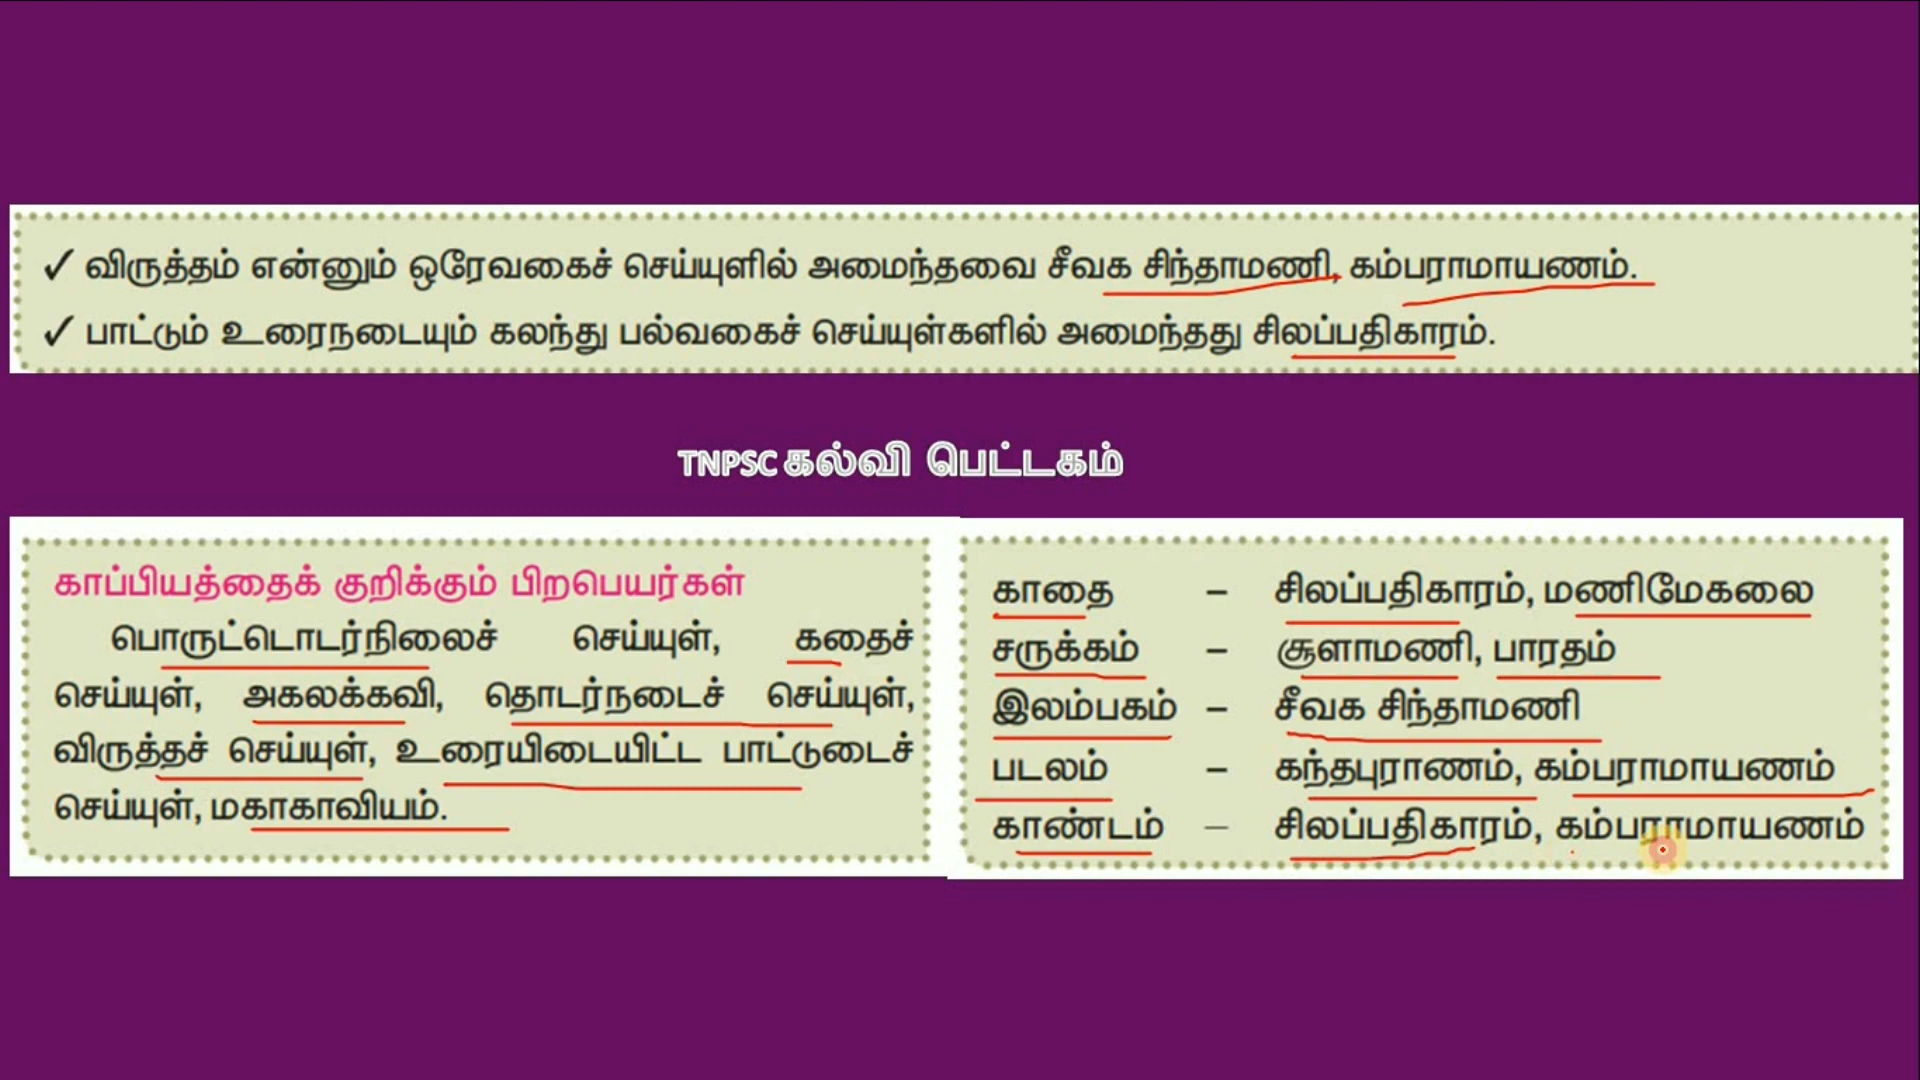 ✓ விருத்தம் என்னும் ஒரேவகைச் செய்யுளில் அமைந்தவை சீவக சிந்தாமணி, கம்பராமாயணம்.
✓ பாட்டும் உரைநடையும் கலந்து பல்வகைச் செய்யுள்களில் அமைந்தது சிலப்பதிகாரம்.
TNPSC கல்வி பெட்டகம்
காப்பியத்தைக் குறிக்கும் பிறபெயர்கள்
பொருட்டொடர்நிலைச் செய்யுள், கதைச்
செய்யுள், அகலக்கவி, தொடர்நடைச் செய்யுள்,
விருத்தச் செய்யுள், உரையிடையிட்ட பாட்டுடைச்
செய்யுள், மகாகாவியம்.
காதை – சிலப்பதிகாரம், மணிமேகலை
சருக்கம் – சூளாமணி, பாரதம்
இலம்பகம் – சீவக சிந்தாமணி
படலம் – கந்தபுராணம், கம்பராமாயணம்
காண்டம் – சிலப்பதிகாரம், கம்பராமாயணம்